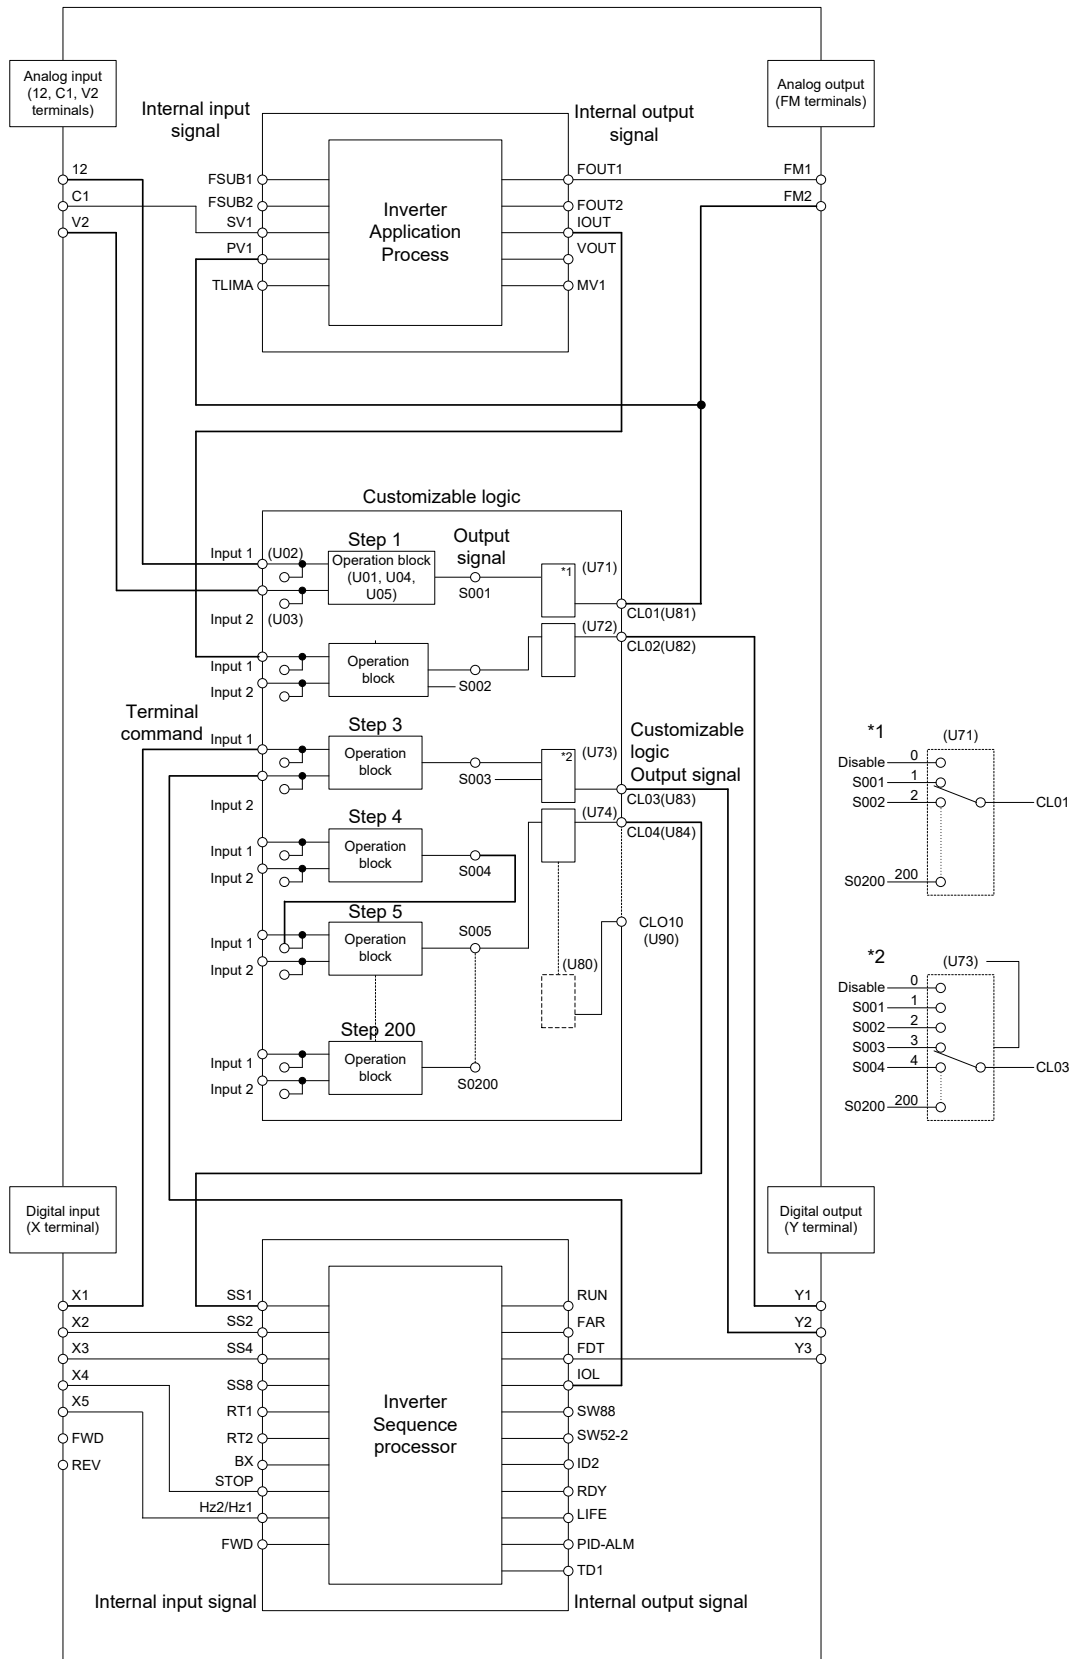 Analog input
(12, C1, V2
terminals)
Analog output
(FM terminals)
Internal input
signal
Internal output
signal
12
C1
V2
FSUB1
FSUB2
SV1
PV1
TLIMA
Inverter
Application
Process
FOUT1
FOUT2
IOUT
VOUT
MV1
FM1
FM2
Customizable logic
Step 1
Output
signal
Input 1
(U02)
Operation block
(U01, U04,
U05)
S001
*1
(U71)
CL01(U81)
Input 2
(U03)
(U72)
CL02(U82)
Input 1
Input 2
Operation
block
S002
Terminal
command
Step 3
Input 1
Operation
block
S003
*2
(U73)
Customizable
logic
Output signal
CL03(U83)
Input 2
(U74)
CL04(U84)
Step 4
Input 1
Input 2
Operation
block
S004
Step 5
Input 1
Input 2
Operation
block
S005
CLO10
(U90)
(U80)
Step 200
Input 1
Input 2
Operation
block
S0200
*1
(U71)
Disable 0
S001 1
S002 2
S0200 200
CL01
*2
(U73)
Disable 0
S001 1
S002 2
S003 3
S004 4
S0200 200
CL03
Digital input
(X terminal)
Digital output
(Y terminal)
X1
X2
X3
X4
X5
FWD
REV
SS1
SS2
SS4
SS8
RT1
RT2
BX
STOP
Hz2/Hz1
FWD
Inverter
Sequence
processor
RUN
FAR
FDT
IOL
SW88
SW52-2
ID2
RDY
LIFE
PID-ALM
TD1
Y1
Y2
Y3
Internal input signal
Internal output signal